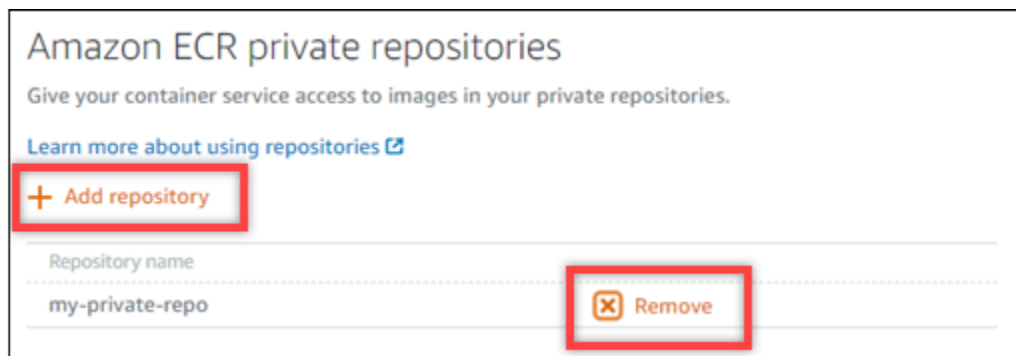 Amazon ECR private repositories
Give your container service access to images in your private repositories.
Learn more about using repositories
Add repository
Repository name
my-private-repo Remove